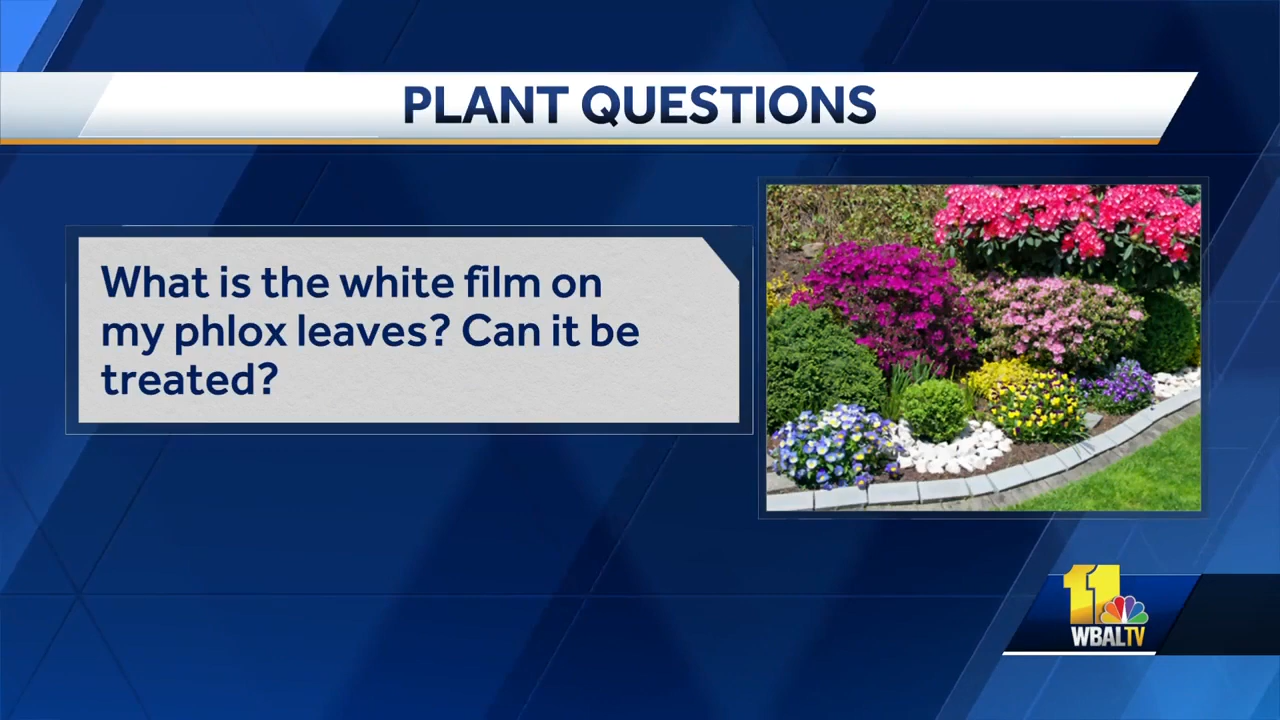 PLANT QUESTIONS
What is the white film on
my phlox leaves? Can it be
treated?
11
WBALTV